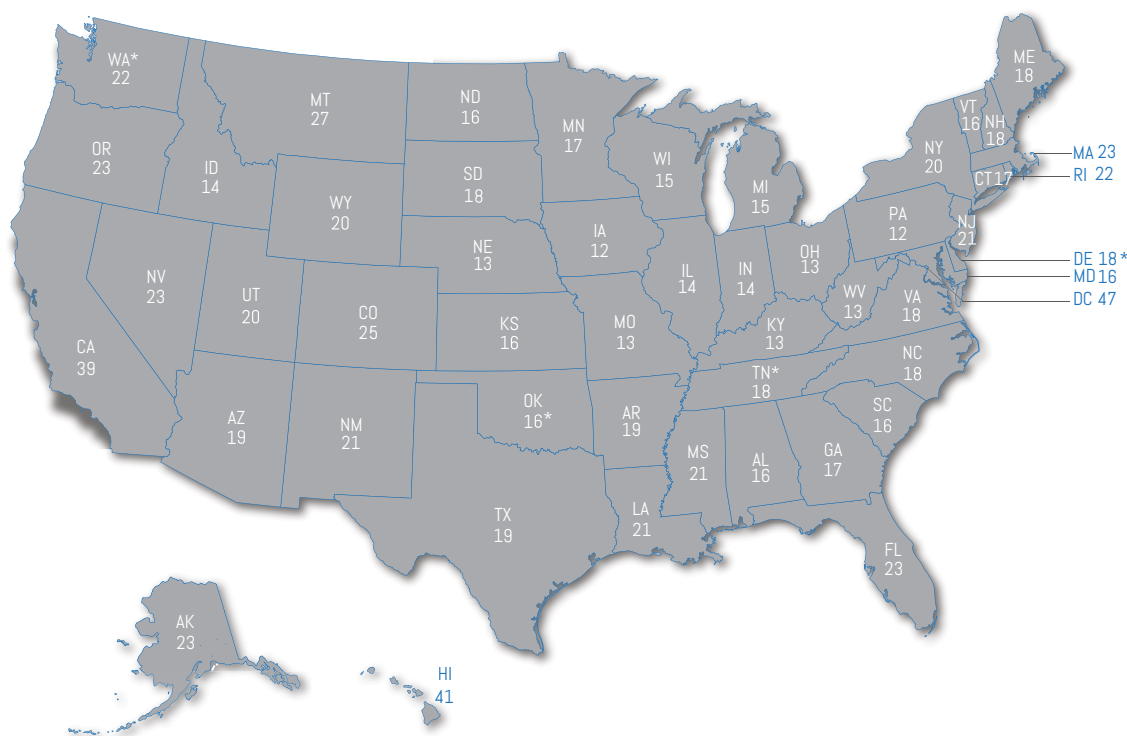 WA*
22
OR
23
ID
14
MT
27
ND
16
MN
17
SD
18
WY
20
WI
15
MI
15
NY
20
VT
16
NH
18
ME
18
MA 23
RI 22
CT 17
PA
12
NJ
21
DE 18 *
MD 16
DC 47
NE
13
IA
12
IL
14
IN
14
OH
13
WV
13
VA
18
CA
39
NV
23
UT
20
CO
25
KS
16
MO
13
KY
13
NC
18
TN*
18
SC
16
AZ
19
NM
21
OK
16*
AR
19
MS
21
AL
16
GA
17
TX
19
LA
21
FL
23
AK
23
HI
41